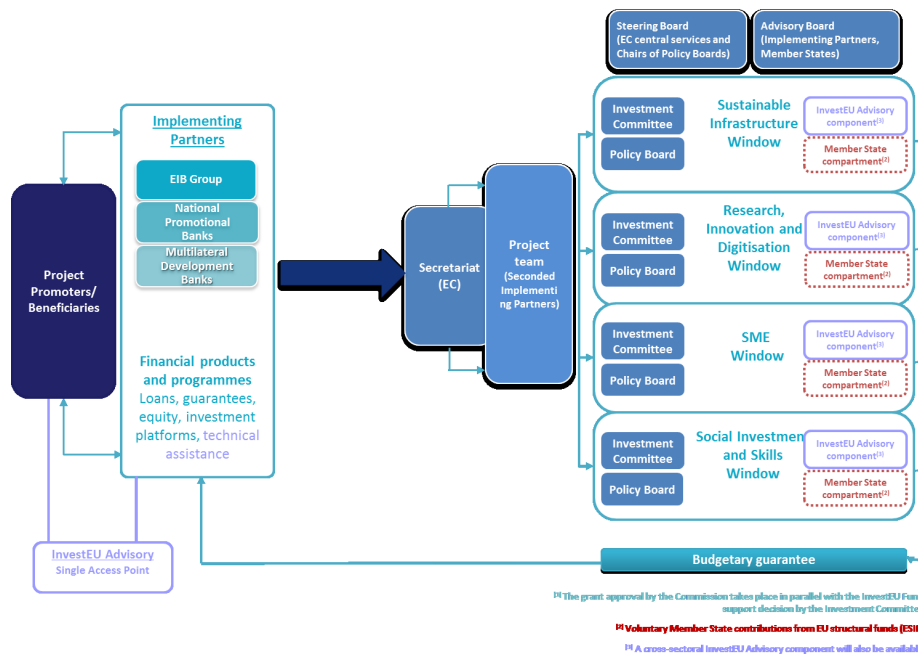 Steering Board
(EC central services and
Chairs of Policy Boards)
Advisory Board
(Implementing Partners,
Member States)
Implementing
Partners
EIB Group
National
Promotional
Banks
Multilateral
Development
Banks
Financial products
and programmes
Loans, guarantees,
equity, investment
platforms, technical
assistance
Project
Promoters/
Beneficiaries
InvestEU Advisory
Single Access Point
Secretariat
(EC)
Project
team
(Seconded
Implementi
ng Partners)
Investment
Committee
Policy Board
Sustainable
Infrastructure
Window
InvestEU Advisory
component(3)
Member State
compartment(2)
Investment
Committee
Policy Board
Research,
Innovation and
Digitisation
Window
InvestEU Advisory
component(3)
Member State
compartment(2)
Investment
Committee
Policy Board
SME
Window
InvestEU Advisory
component(3)
Member State
compartment(2)
Investment
Committee
Policy Board
Social Investmen
and Skills
Window
InvestEU Advisory
component(3)
Member State
compartment(2)
Budgetary guarantee
[1] The grant approval by the Commission takes place in parallel with the InvestEU Fun
support decision by the Investment Committe
[2] Voluntary Member State contributions from EU structural funds (ESIF
[3] A cross-sectoral InvestEU Advisory component will also be availabl